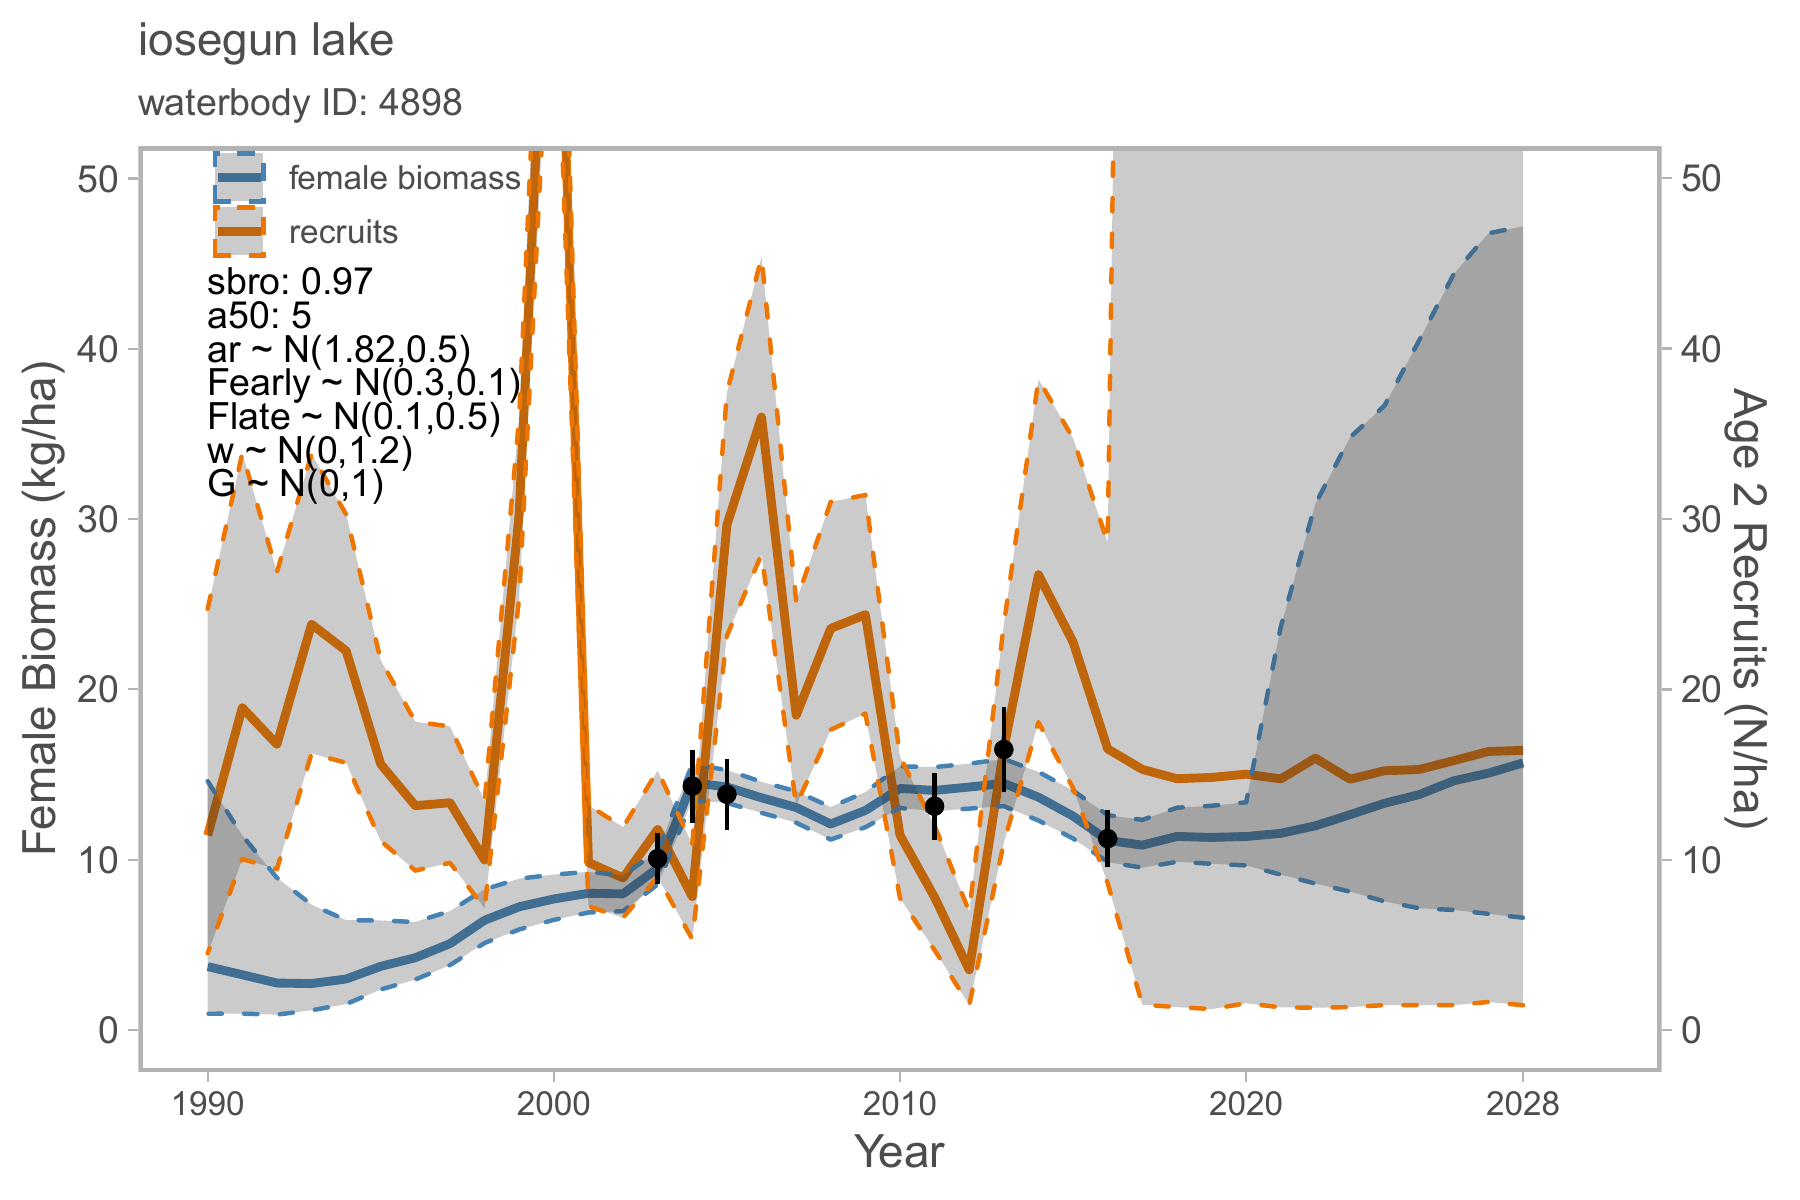 iosegun lake
waterbody ID: 4898
female biomass
recruits
sbro: 0.97
a50: 5
ar ~ N(1.82,0.5)
Fearly ~ N(0.3,0.1)
Flate ~ N(0.1,0.5)
w ~ N(0,1.2)
G ~ N(0,1)
Female Biomass (kg/ha)
50
40
30
20
10
0
50
40
30
20
10
0
Age 2 Recruits (N/ha)
1990
2000
2010
2020
2028
Year